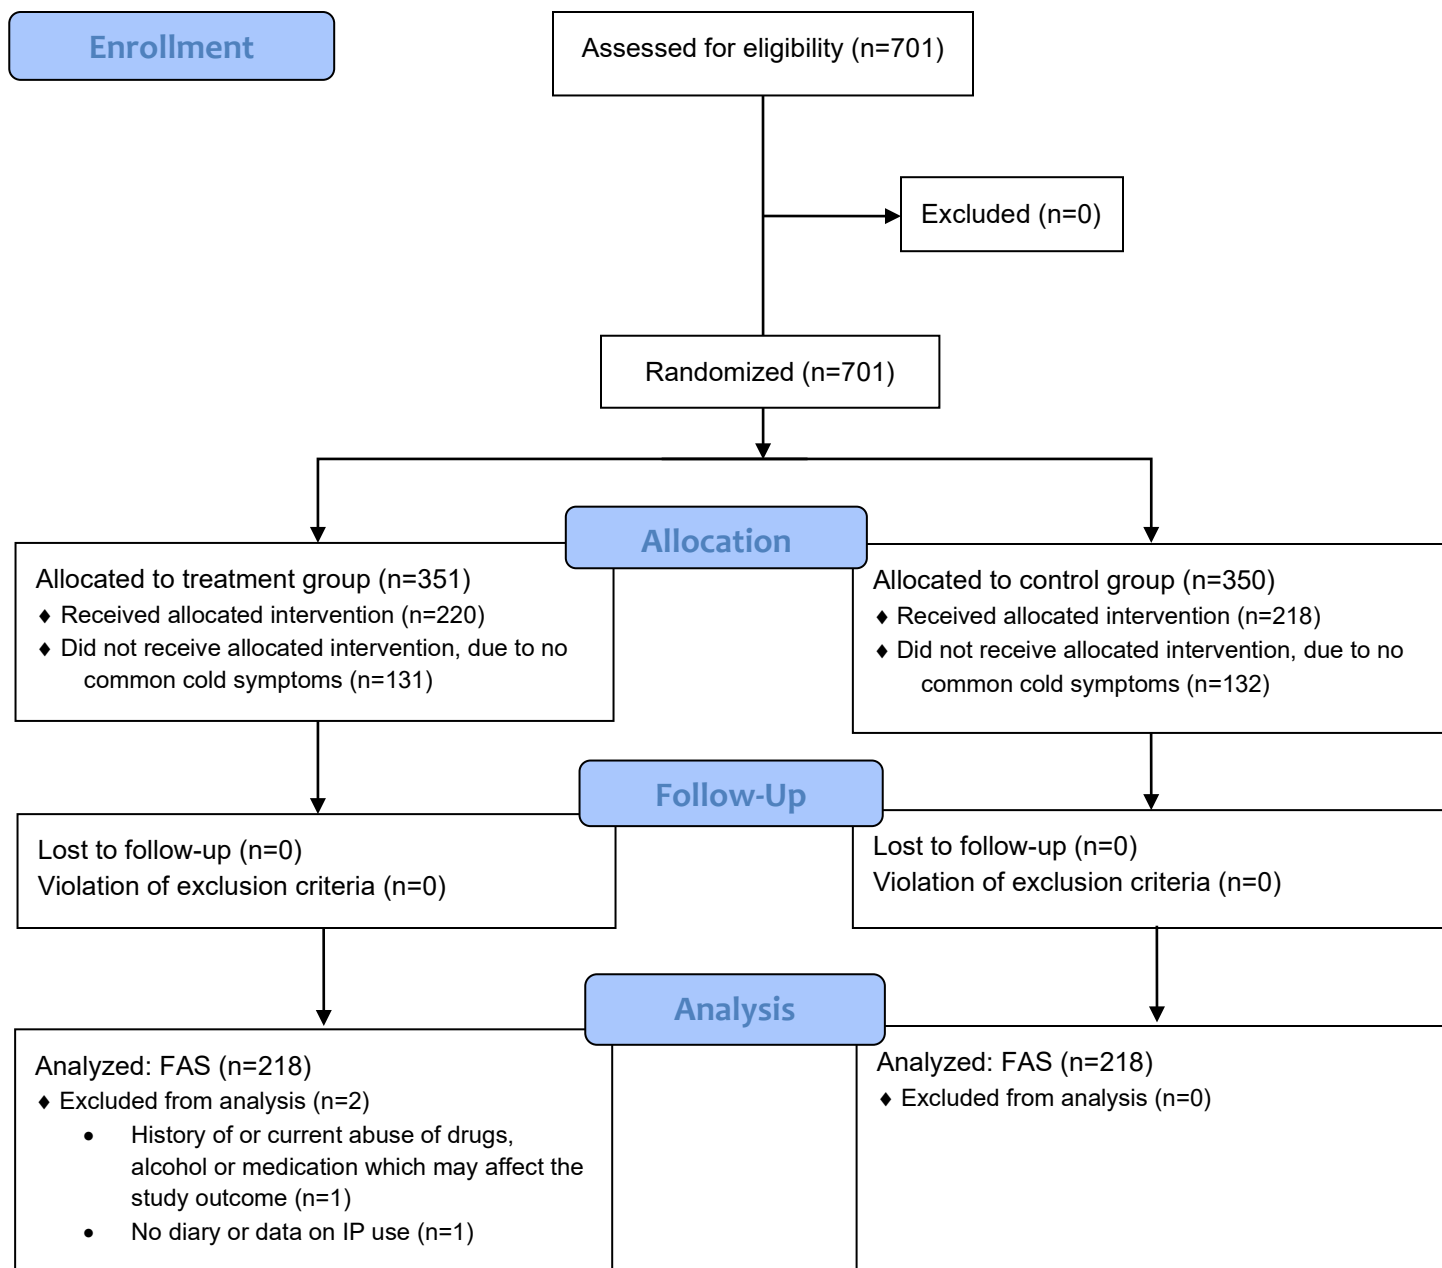 Enrollment
Assessed for eligibility (n=701)
Excluded (n=0)
Randomized (n=701)
Allocation
Allocated to treatment group (n=351)
♦ Received allocated intervention (n=220)
♦ Did not receive allocated intervention, due to no
common cold symptoms (n=131)
Allocated to control group (n=350)
♦ Received allocated intervention (n=218)
♦ Did not receive allocated intervention, due to no
common cold symptoms (n=132)
Follow-Up
Lost to follow-up (n=0)
Violation of exclusion criteria (n=0)
Lost to follow-up (n=0)
Violation of exclusion criteria (n=0)
Analysis
Analyzed: FAS (n=218)
♦ Excluded from analysis (n=2)
• History of or current abuse of drugs,
alcohol or medication which may affect the
study outcome (n=1)
• No diary or data on IP use (n=1)
Analyzed: FAS (n=218)
♦ Excluded from analysis (n=0)